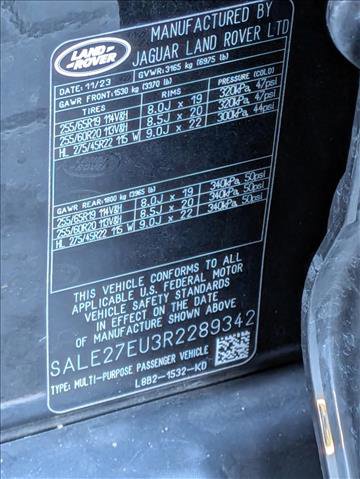 LAND-
ROVER
MANUFACTURED BY
JAGUAR LAND ROVER LTD
DATE: 11/23 GVWR: 3165 kg (6975 lb)
GAWR FRONT: 1530 kg (3370 lb)
TIRES RIMS PRESSURE (COLD)
255/65R19 114V&H 8.0J x 19 320kPa, 47psi
255/60R20 113V&H 8.5J x 20 320kPa, 47psi
HL 275/45R22 115 W 9.0J x 22 300kPa, 44psi
GAWR REAR: 1800 kg (3965 lb)
255/65R19 114V&H 8.0J x 19 340kPa, 50psi
255/60R20 113V&H 8.5J x 20 340kPa, 50psi
HL 275/45R22 115 W 9.0J x 22 340kPa, 50psi
THIS VEHICLE CONFORMS TO ALL
APPLICABLE U.S. FEDERAL MOTOR
VEHICLE SAFETY STANDARDS
IN EFFECT ON THE DATE
OF MANUFACTURE SHOWN ABOVE
SALE27EU3R2289342
TYPE: MULTI-PURPOSE PASSENGER VEHICLE
L8B2-1532-KD